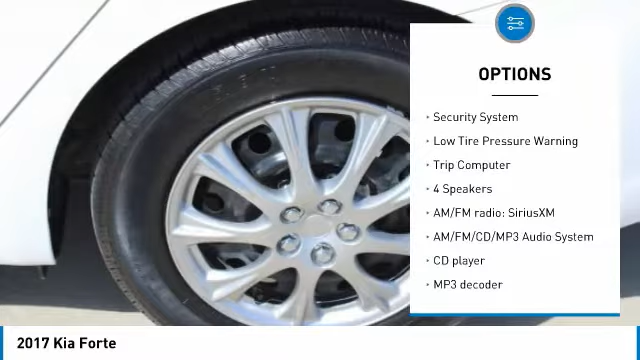 OPTIONS
Security System
Low Tire Pressure Warning
Trip Computer
4 Speakers
AM/FM radio: SiriusXM
AM/FM/CD/MP3 Audio System
CD player
MP3 decoder
2017 Kia Forte